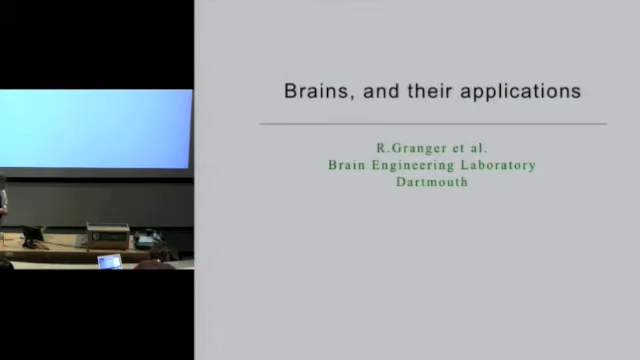 Brains, and their applications
R.Granger et al.
Brain Engineering Laboratory
Dartmouth